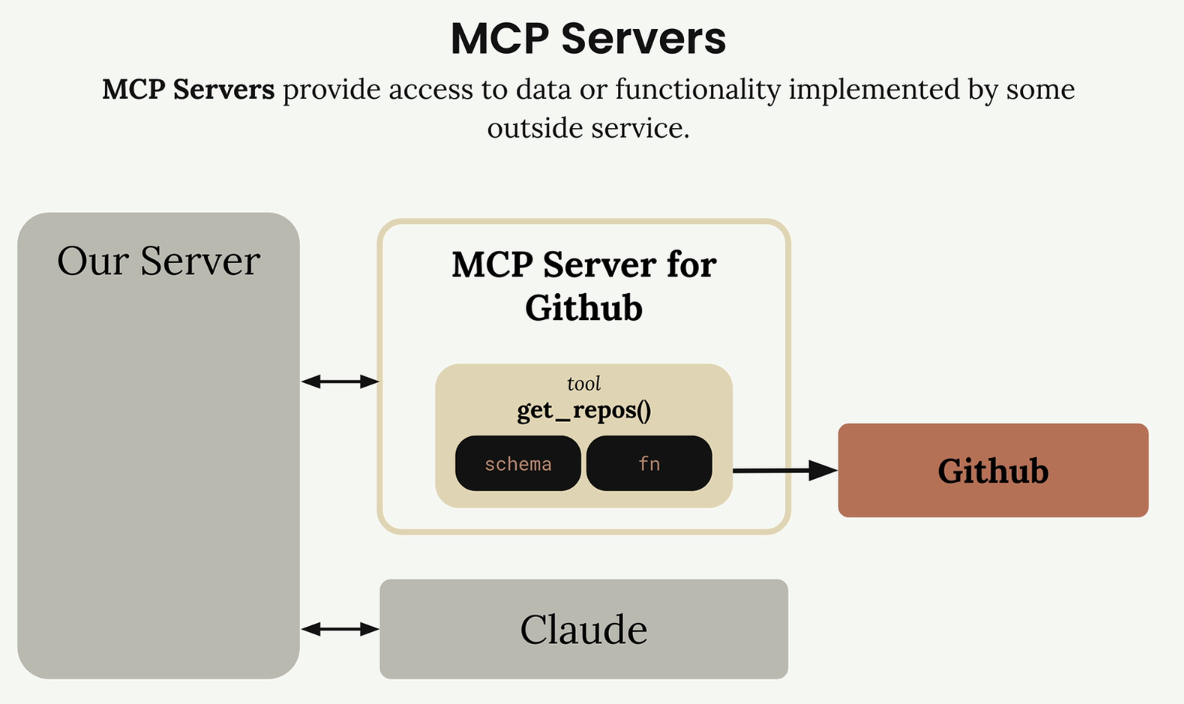 MCP Servers
MCP Servers provide access to data or functionality implemented by some
outside service.
Our Server
MCP Server for
Github
tool
get_repos()
schema
fn
Github
Claude